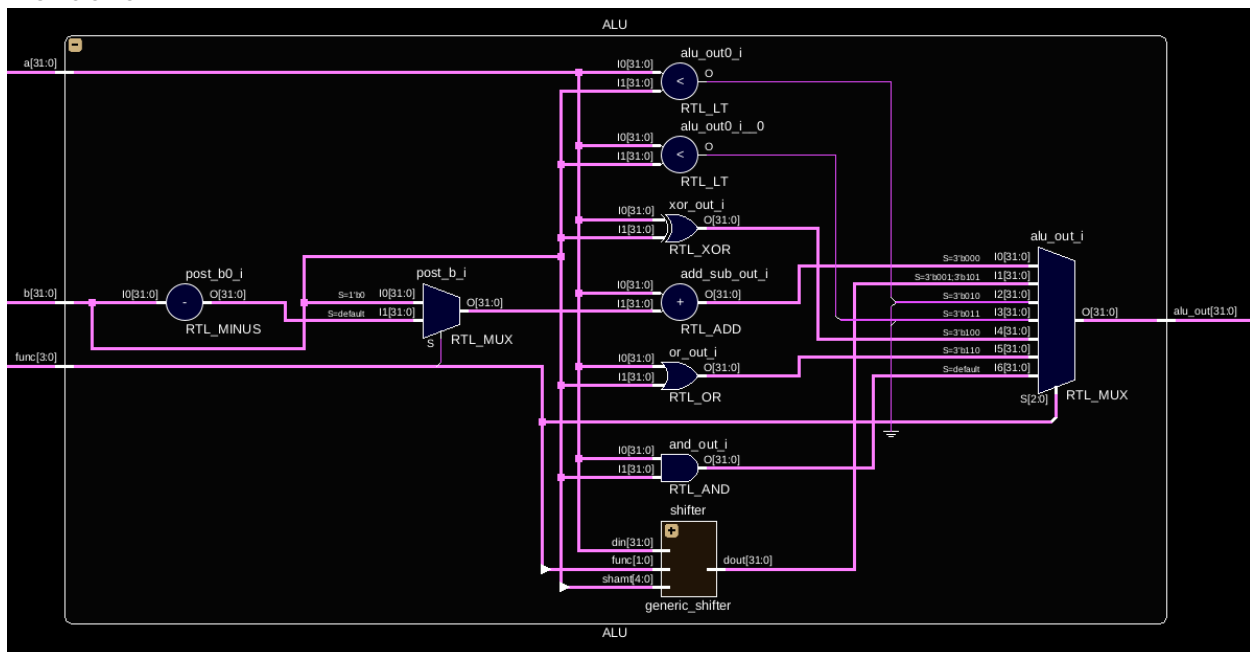 ALU
alu_out0_i
a[31:0]
I0[31:0]
O
I1[31:0]
<
RTL_LT
alu_out0_i__0
I0[31:0]
O
I1[31:0]
<
RTL_LT
xor_out_i
I0[31:0]
O[31:0]
I1[31:0]
RTL_XOR
alu_out_i
post_b0_i
post_b_i
add_sub_out_i
S=3'b000
I0[31:0]
S=3'b001;3'b101
I1[31:0]
b[31:0]
I0[31:0]
O[31:0]
S=1'b0
I0[31:0]
O[31:0]
I0[31:0]
O[31:0]
S=3'b010
I2[31:0]
-
S=default
I1[31:0]
I1[31:0]
+
S=3'b011
I3[31:0]
O[31:0]
alu_out[31:0]
RTL_MINUS
S
RTL_MUX
RTL_ADD
S=3'b100
I4[31:0]
func[3:0]
or_out_i
S=3'b110
I5[31:0]
I0[31:0]
O[31:0]
S=default
I6[31:0]
I1[31:0]
RTL_OR
S[2:0]
RTL_MUX
and_out_i
I0[31:0]
O[31:0]
I1[31:0]
RTL_AND
shifter
din[31:0]
func[1:0]
dout[31:0]
shamt[4:0]
generic_shifter
ALU